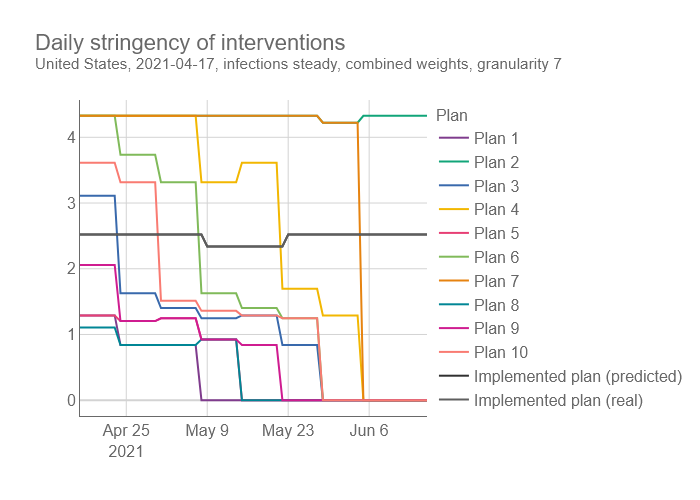 Daily stringency of interventions
United States, 2021-04-17, infections steady, combined weights, granularity 7
Plan
Plan 1
Plan 2
Plan 3
Plan 4
Plan 5
Plan 6
Plan 7
Plan 8
Plan 9
Plan 10
Implemented plan (predicted)
Implemented plan (real)
4
3
2
1
0
Apr 25 May 9 May 23 Jun 6
2021